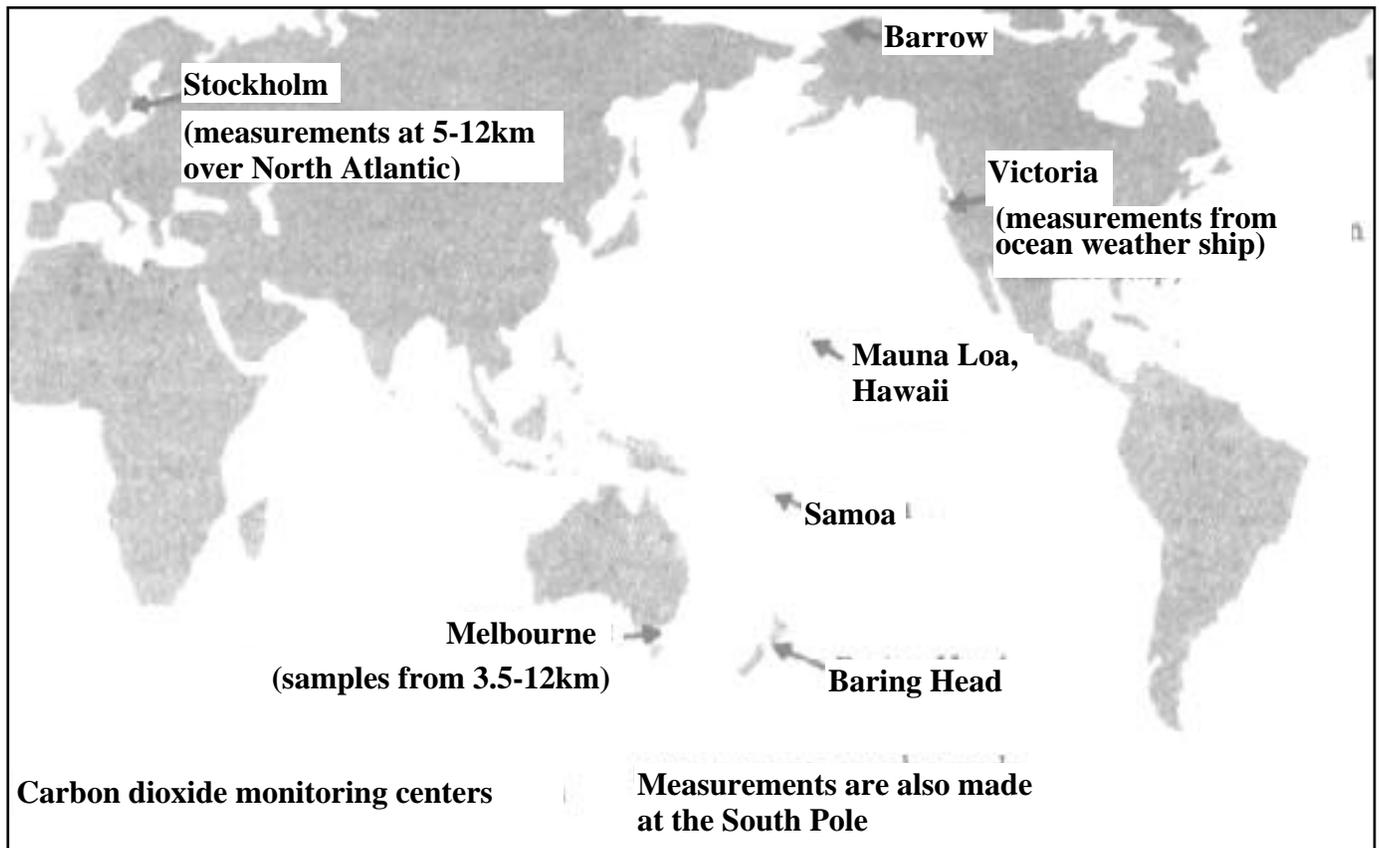 Barrow
Stockholm
(measurements at 5-12km
over North Atlantic)
Victoria
(measurements from
ocean weather ship)
Mauna Loa,
Hawaii
Samoa
Melbourne
(samples from 3.5-12km)
Baring Head
Carbon dioxide monitoring centers
Measurements are also made
at the South Pole